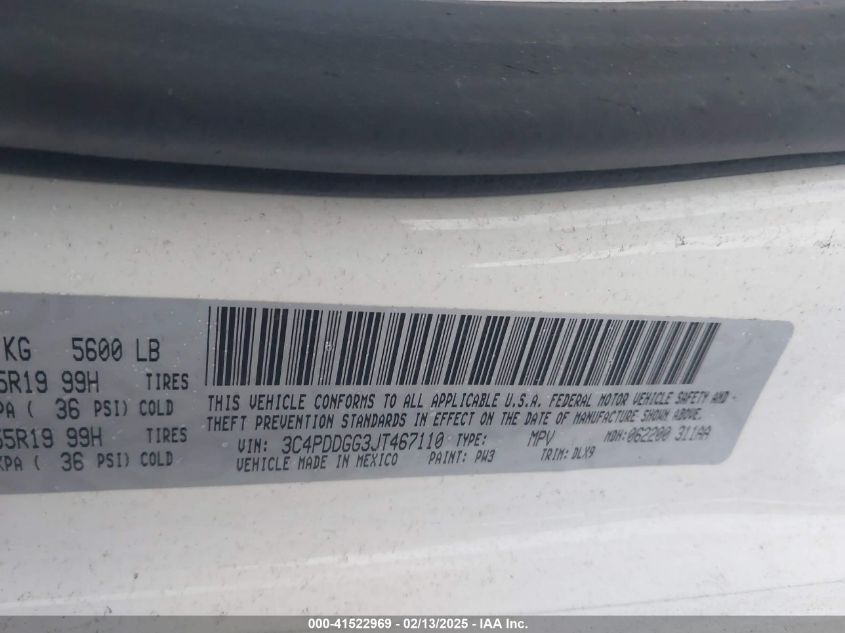 KG 5600 LB
5R19 99H TIRES
PA ( 36 PSI) COLD
55R19 99H TIRES
KPA ( 36 PSI) COLD
THIS VEHICLE CONFORMS TO ALL APPLICABLE U.S.A. FEDERAL MOTOR VEHICLE SAFETY AND
THEFT PREVENTION STANDARDS IN EFFECT ON THE DATE OF MANUFACTURE SHOWN ABOVE.
VIN: 3C4PDDGG3JT467110 TYPE: MPV MDH: 062200 311AA
VEHICLE MADE IN MEXICO PAINT: PW3 TRIM: DLX9
000-41522969 - 02/13/2025 - IAA Inc.